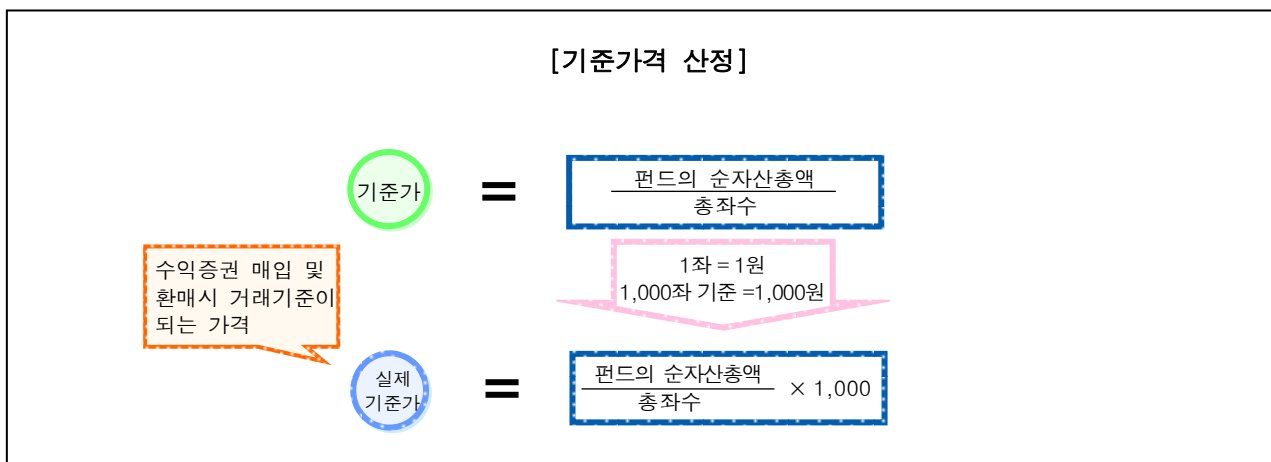 [기준가격 산정]
기준가
=
펀드의 순자산총액
총좌수
1좌 = 1원
1,000좌 기준 =1,000원
수익증권 매입 및
환매시 거래기준이
되는 가격
실제
기준가
=
펀드의 순자산총액
총좌수
× 1,000